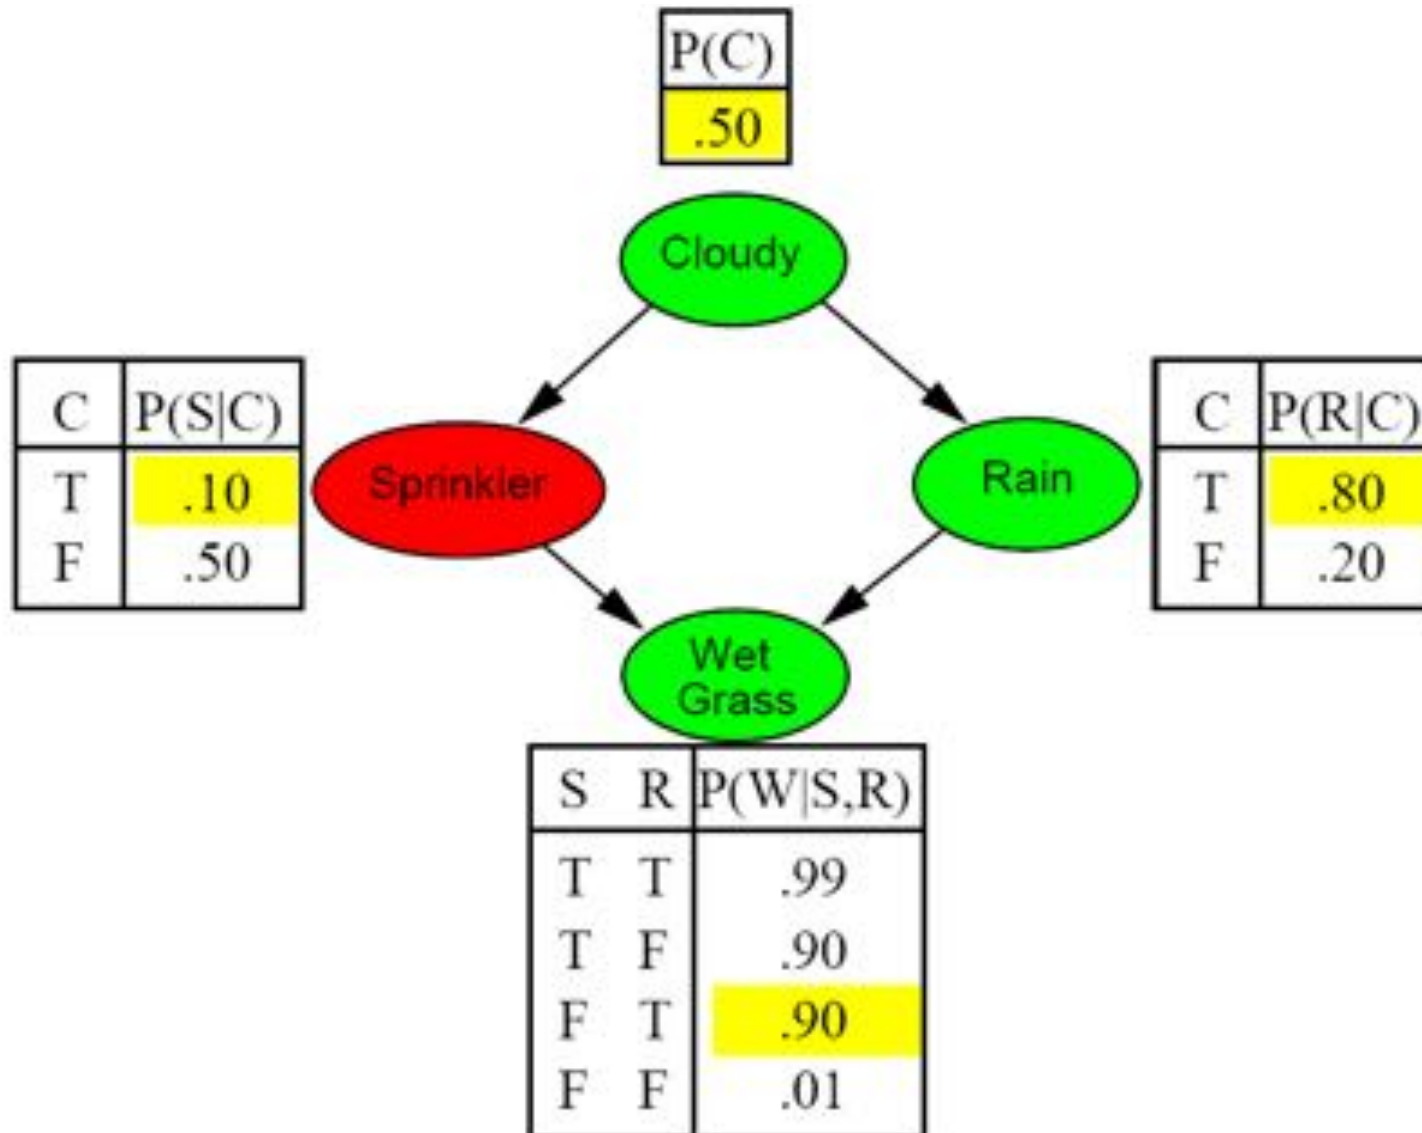 P(C)
.50
Cloudy
C P(S|C)
T .10
F .50
Sprinkler
Rain
C P(R|C)
T .80
F .20
Wet
Grass
S R P(W|S,R)
T T .99
T F .90
F T .90
F F .01